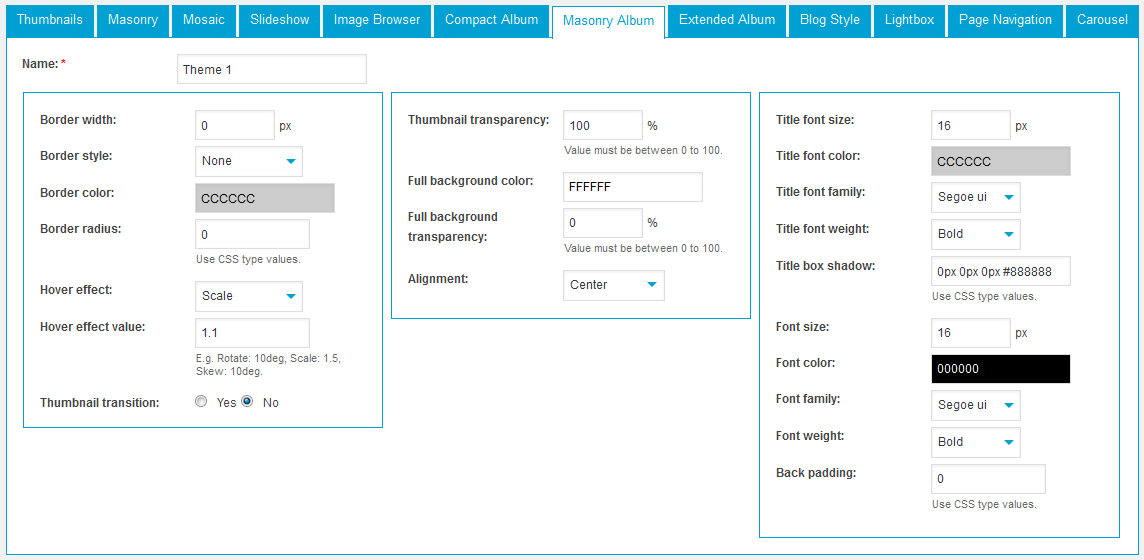 Thumbnails Masonry Mosaic Slideshow Image Browser Compact Album Masonry Album Extended Album Blog Style Lightbox Page Navigation Carousel
Name: * Theme 1
Border width: 0 px
Border style: None
Border color: CCCCCC
Border radius: 0
Use CSS type values.
Hover effect: Scale
Hover effect value: 1.1
E.g. Rotate: 10deg, Scale: 1.5,
Skew: 10deg.
Thumbnail transition: Yes No
Thumbnail transparency: 100 %
Value must be between 0 to 100.
Full background color: FFFFFF
Full background
transparency: 0 %
Value must be between 0 to 100.
Alignment: Center
Title font size: 16 px
Title font color: CCCCCC
Title font family: Segoe ui
Title font weight: Bold
Title box shadow: 0px 0px 0px #888888
Use CSS type values.
Font size: 16 px
Font color: 000000
Font family: Segoe ui
Font weight: Bold
Back padding: 0
Use CSS type values.